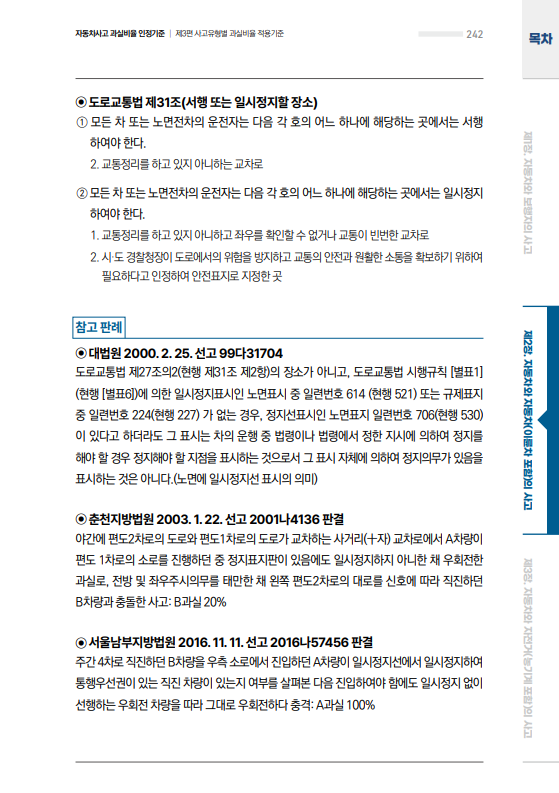 자동차사고 과실비율 인정기준 | 제3편 사고유형별 과실비율 적용기준
242
목차
◉ 도로교통법 제31조(서행 또는 일시정지할 장소)
① 모든 차 또는 노면전차의 운전자는 다음 각 호의 어느 하나에 해당하는 곳에서는 서행
하여야 한다.
2. 교통정리를 하고 있지 아니하는 교차로
② 모든 차 또는 노면전차의 운전자는 다음 각 호의 어느 하나에 해당하는 곳에서는 일시정지
하여야 한다.
1. 교통정리를 하고 있지 아니하고 좌우를 확인할 수 없거나 교통이 빈번한 교차로
2. 시·도 경찰청장이 도로에서의 위험을 방지하고 교통의 안전과 원활한 소통을 확보하기 위하여
필요하다고 인정하여 안전표지로 지정한 곳
참고 판례
◉ 대법원 2000. 2. 25. 선고 99다31704
도로교통법 제27조의2(현행 제31조 제2항)의 장소가 아니고, 도로교통법 시행규칙 [별표1]
(현행 [별표6])에 의한 일시정지표시인 노면표시 중 일련번호 614 (현행 521) 또는 규제표지
중 일련번호 224(현행 227) 가 없는 경우, 정지선표시인 노면표지 일련번호 706(현행 530)
이 있다고 하더라도 그 표시는 차의 운행 중 법령이나 법령에서 정한 지시에 의하여 정지를
해야 할 경우 정지해야 할 지점을 표시하는 것으로서 그 표시 자체에 의하여 정지의무가 있음을
표시하는 것은 아니다.(노면에 일시정지선 표시의 의미)
◉ 춘천지방법원 2003. 1. 22. 선고 2001나4136 판결
야간에 편도2차로의 도로와 편도1차로의 도로가 교차하는 사거리(十자) 교차로에서 A차량이
편도 1차로의 소로를 진행하던 중 정지표지판이 있음에도 일시정지하지 아니한 채 우회전한
과실로, 전방 및 좌우주시의무를 태만한 채 왼쪽 편도2차로의 대로를 신호에 따라 직진하던
B차량과 충돌한 사고: B과실 20%
◉ 서울남부지방법원 2016. 11. 11. 선고 2016나57456 판결
주간 4차로 직진하던 B차량을 우측 소로에서 진입하던 A차량이 일시정지선에서 일시정지하여
통행우선권이 있는 직진 차량이 있는지 여부를 살펴본 다음 진입하여야 함에도 일시정지 없이
선행하는 우회전 차량을 따라 그대로 우회전하다 충격: A과실 100%
제1장. 자동차와 보행자의 사고
제2장. 자동차와 자동차(이륜차 포함)의 사고
제3장. 자동차와 자전거(농기계 포함)의 사고